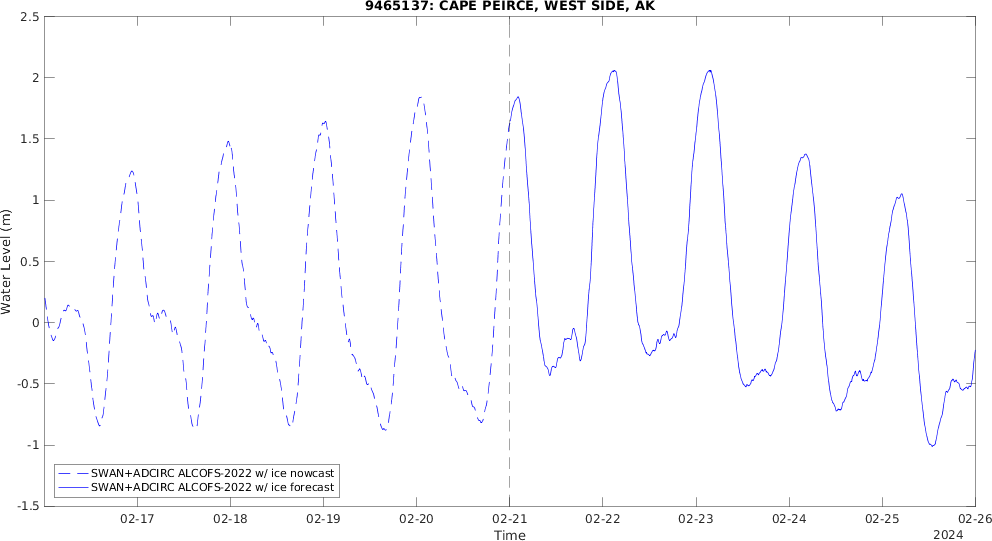 9465137: CAPE PEIRCE, WEST SIDE, AK
2.5
2
1.5
1
0.5
0
-0.5
-1
-1.5
Water Level (m)
SWAN+ADCIRC ALCOFS-2022 w/ ice nowcast
SWAN+ADCIRC ALCOFS-2022 w/ ice forecast
02-17 02-18 02-19 02-20 02-21 02-22 02-23 02-24 02-25 02-26
Time
2024